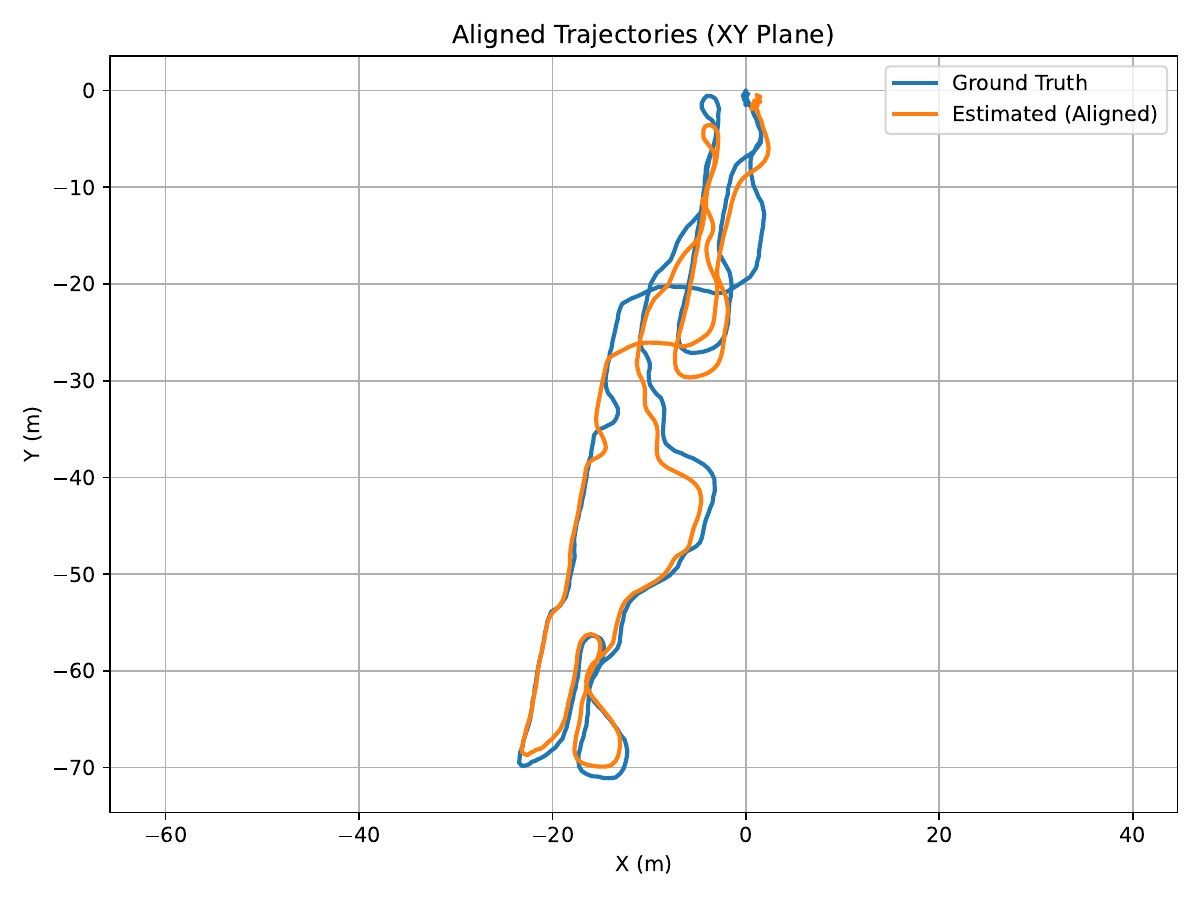 Aligned Trajectories (XY Plane)
Ground Truth
Estimated (Aligned)
0
−10
−20
−30
−40
−50
−60
−70
Y (m)
−60
−40
−20
0
20
40
X (m)